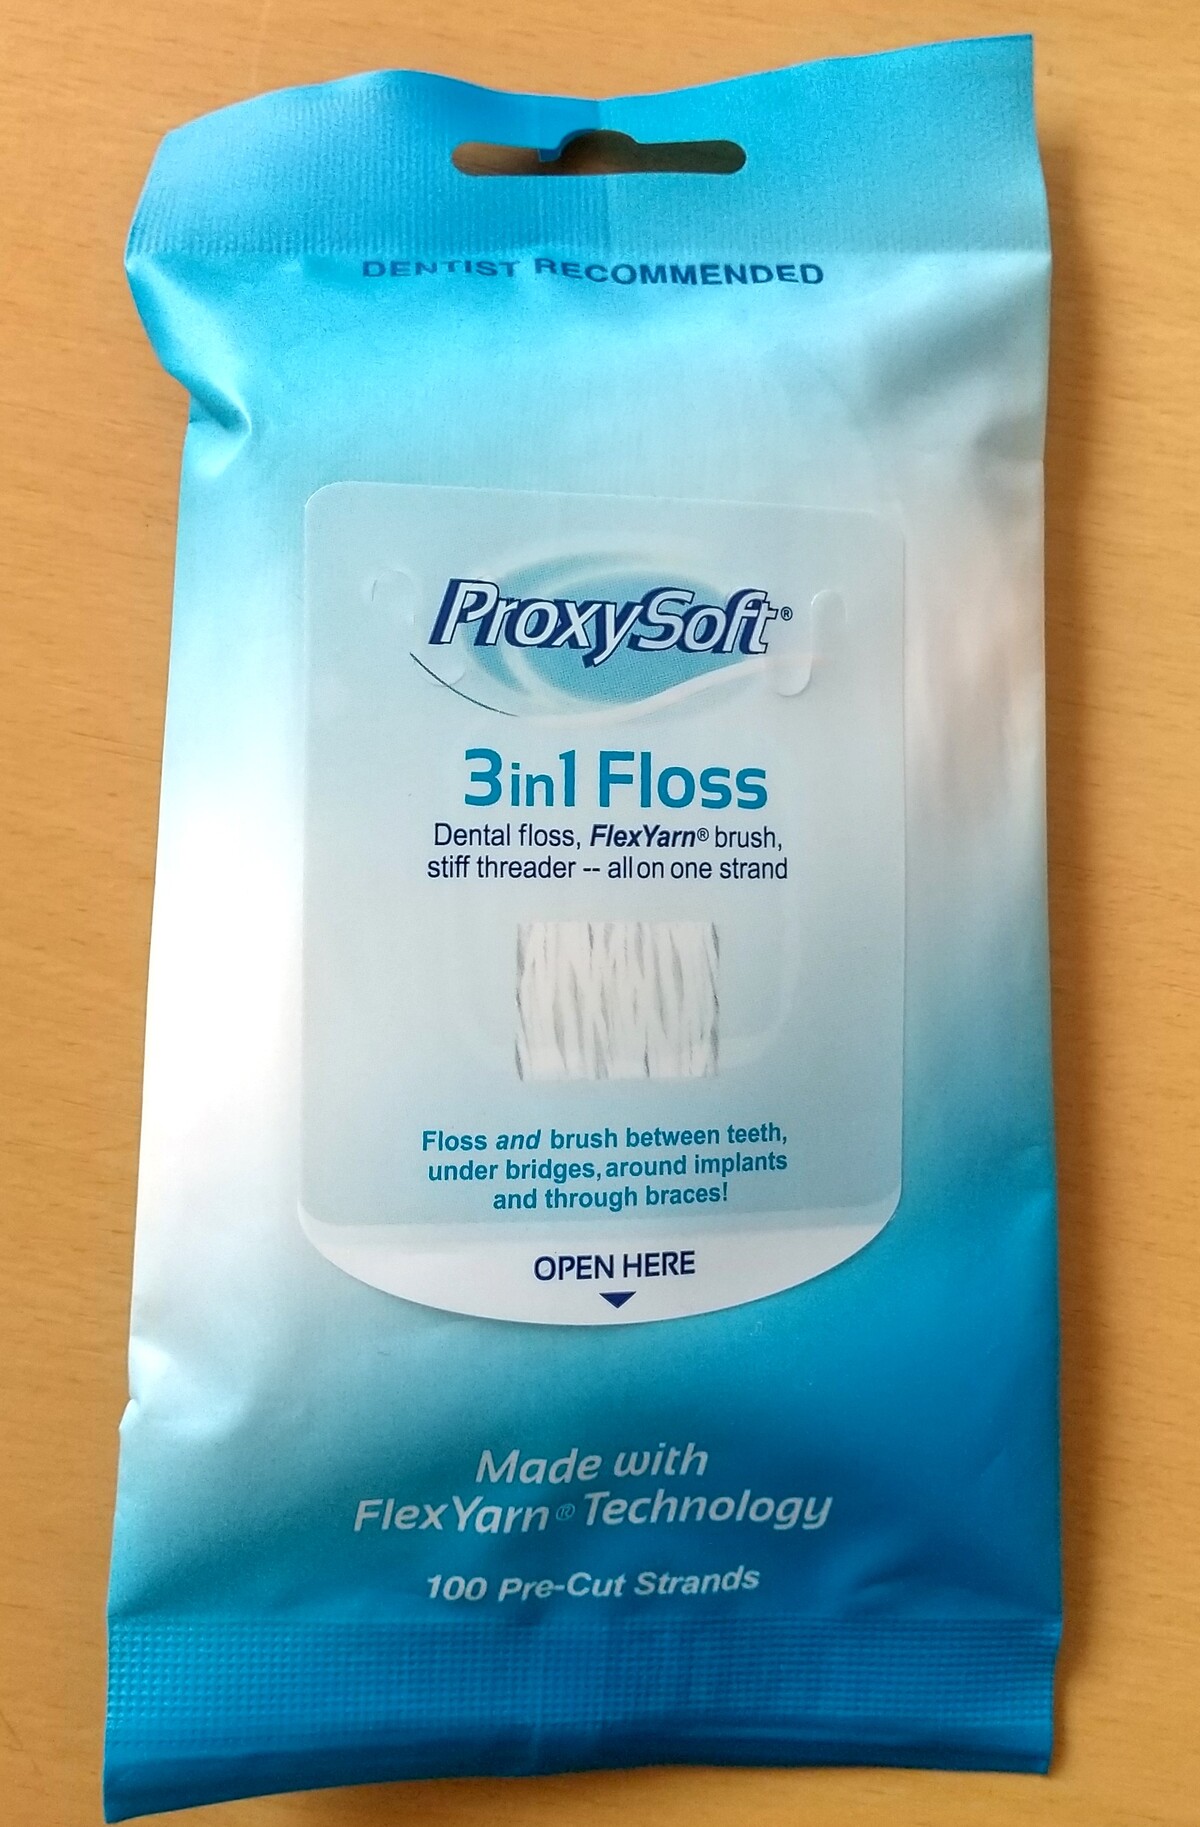 DENTIST RECOMMENDED
ProxySoft®
3in1 Floss
Dental floss, FlexYarn® brush,
stiff threader -- all on one strand
Floss and brush between teeth,
under bridges, around implants
and through braces!
OPEN HERE
Made with
FlexYarn® Technology
100 Pre-Cut Strands